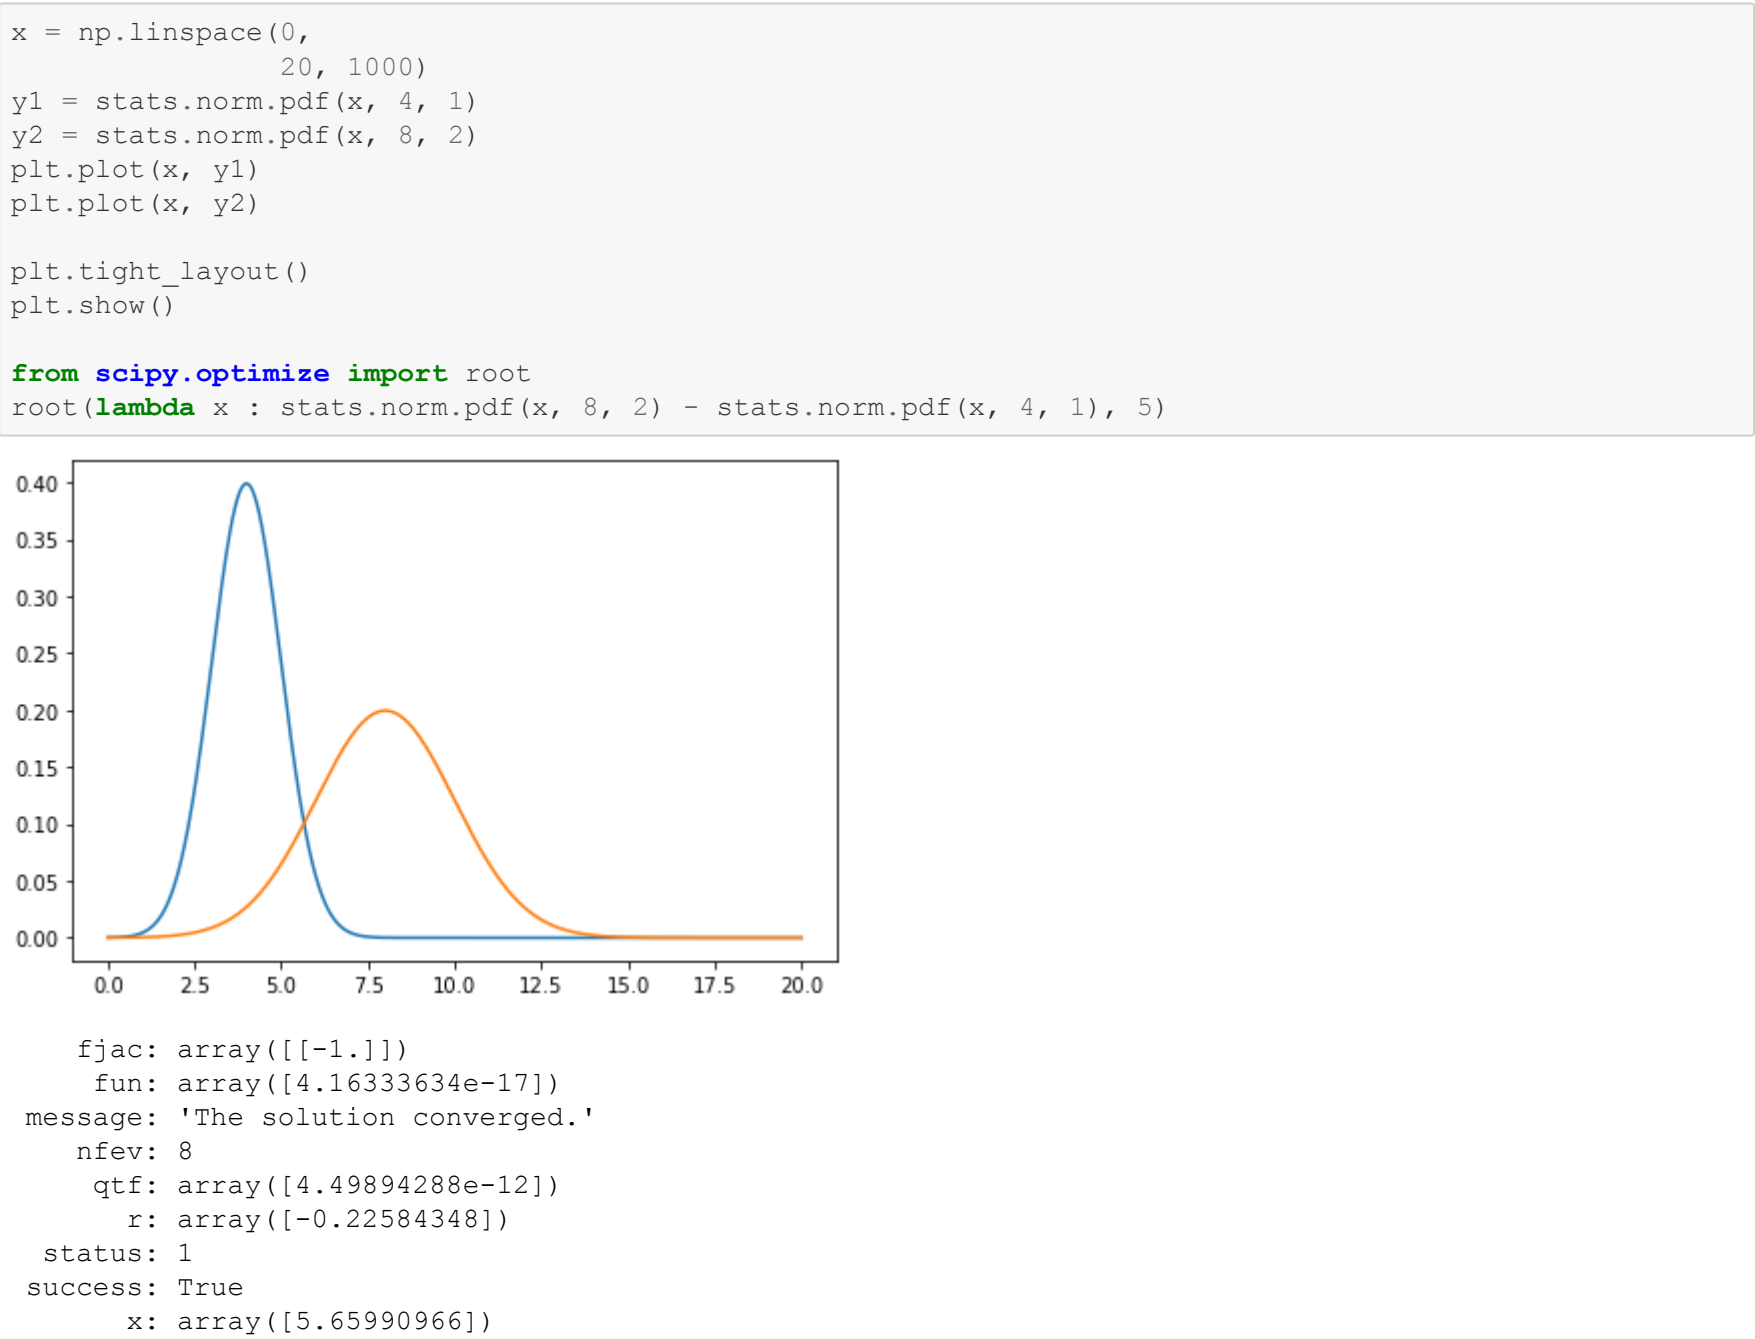 x = np.linspace(0,
                20, 1000)
y1 = stats.norm.pdf(x, 4, 1)
y2 = stats.norm.pdf(x, 8, 2)
plt.plot(x, y1)
plt.plot(x, y2)
plt.tight_layout()
plt.show()
from scipy.optimize import root
root(lambda x : stats.norm.pdf(x, 8, 2) - stats.norm.pdf(x, 4, 1), 5)
0.40
0.35
0.30
0.25
0.20
0.15
0.10
0.05
0.00
0.0 2.5 5.0 7.5 10.0 12.5 15.0 17.5 20.0
    fjac: array([[-1.]])
     fun: array([4.16333634e-17])
 message: 'The solution converged.'
    nfev: 8
     qtf: array([4.49894288e-12])
       r: array([-0.22584348])
  status: 1
 success: True
       x: array([5.65990966])